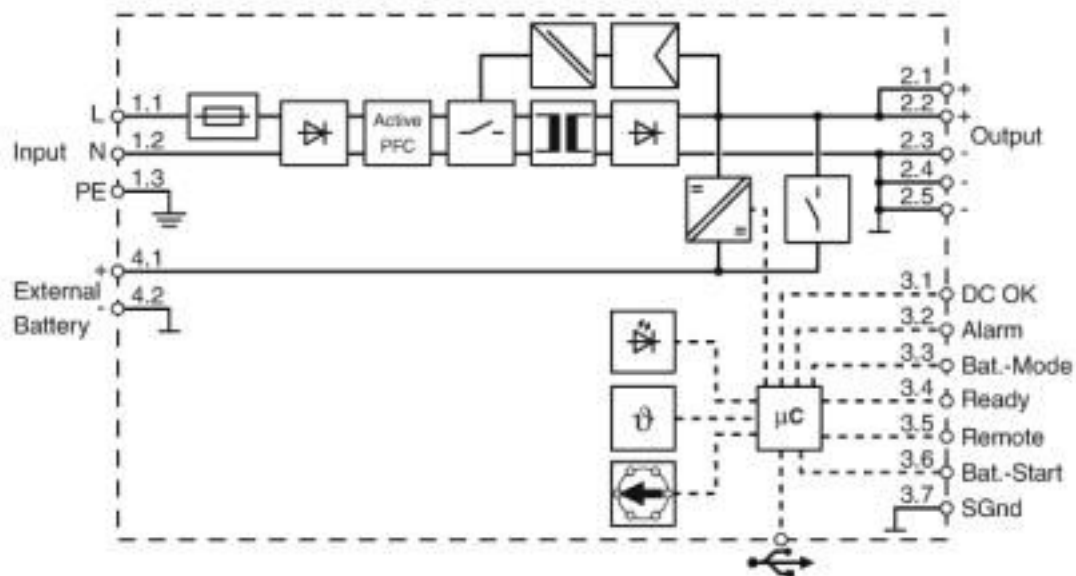 L 1.1
Input N 1.2
PE 1.3
Active
PFC
2.1 +
2.2 +
Output
2.3 -
2.4 -
2.5 -
= =
+ 4.1
External
Battery
- 4.2
3.1 DC OK
3.2 Alarm
3.3 Bat.-Mode
3.4 Ready
3.5 Remote
3.6 Bat.-Start
3.7 SGnd
ϑ
µC